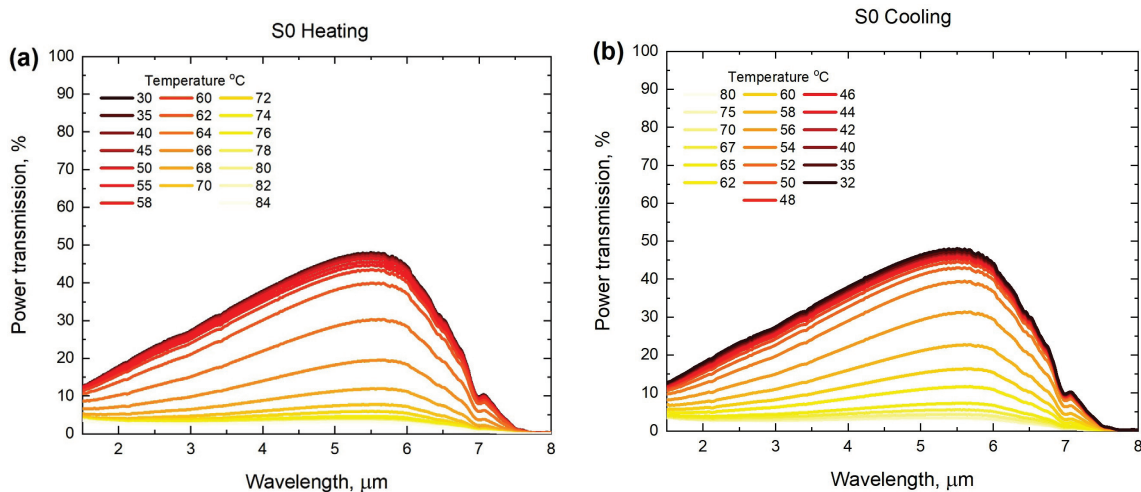 S0 Heating
(a)
Power transmission, %
100
90
80
70
60
50
40
30
20
10
0
Temperature °C
30 60 72
35 62 74
40 64 76
45 66 78
50 68 80
55 70 82
58 84
2 3 4 5 6 7 8
Wavelength, μm
S0 Cooling
(b)
Power transmission, %
100
90
80
70
60
50
40
30
20
10
0
Temperature °C
80 60 46
75 58 44
70 56 42
67 54 40
65 52 35
62 50 32
48
2 3 4 5 6 7 8
Wavelength, μm